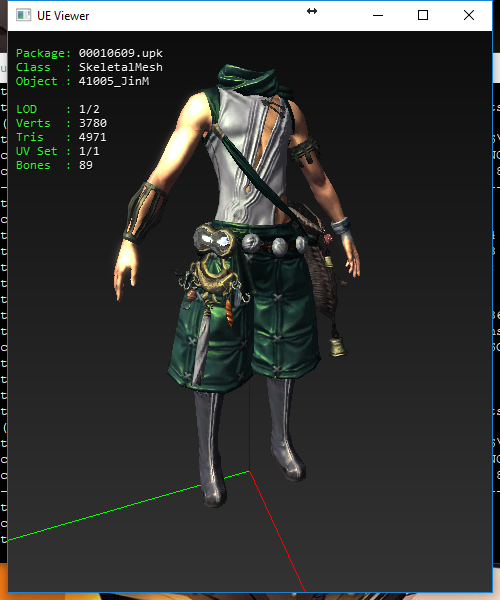 UE Viewer
Package: 00010609.upk
Class  : SkeletalMesh
Object : 41005_JinM
LOD    : 1/2
Verts  : 3780
Tris   : 4971
UV Set : 1/1
Bones  : 89